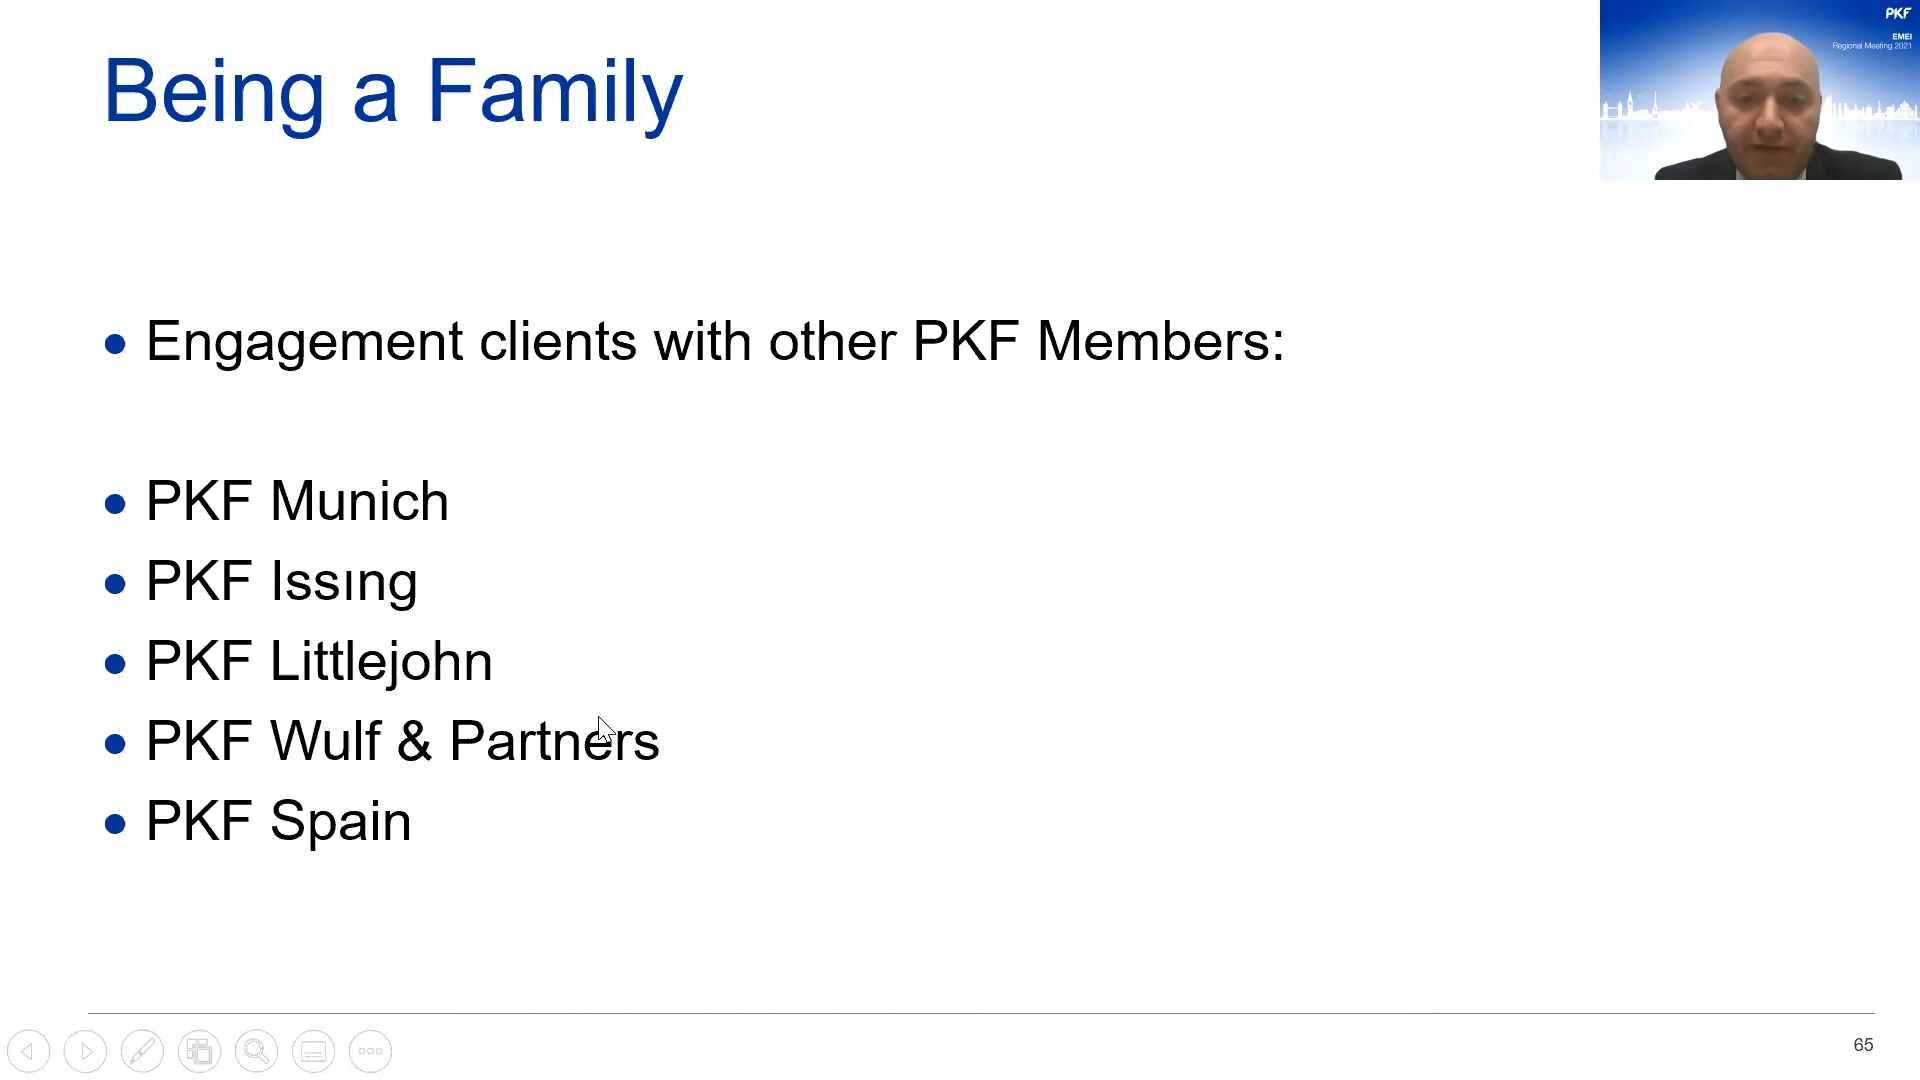 Being a Family
PKF
EMEI
Regional Meeting 2021
• Engagement clients with other PKF Members:
• PKF Munich
• PKF Issıng
• PKF Littlejohn
• PKF Wulf & Partners
• PKF Spain
65